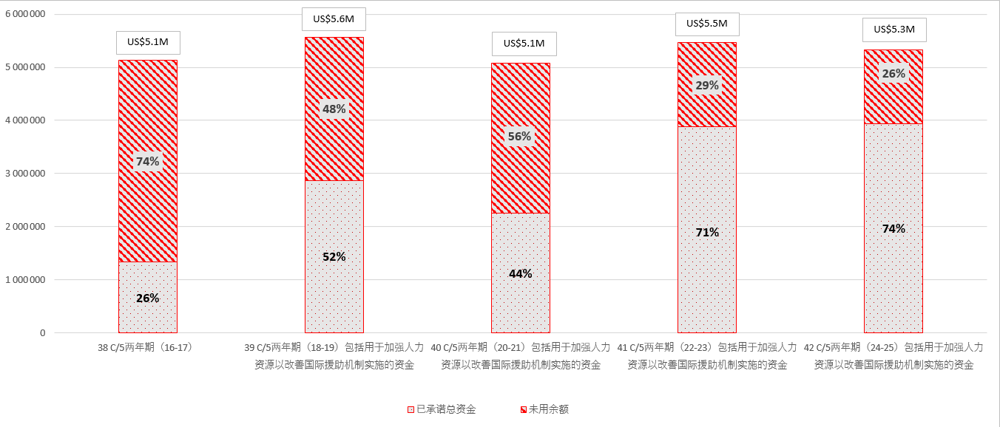 6 000 000
5 000 000
4 000 000
3 000 000
2 000 000
1 000 000
0
US$5.1M
US$5.6M
US$5.1M
US$5.5M
US$5.3M
74%
48%
56%
29%
26%
26%
52%
44%
71%
74%
38 C/5两年期（16-17）
39 C/5两年期（18-19）包括用于加强人力
资源以改善国际援助机制实施的资金
40 C/5两年期（20-21）包括用于加强人力
资源以改善国际援助机制实施的资金
41 C/5两年期（22-23）包括用于加强人力
资源以改善国际援助机制实施的资金
42 C/5两年期（24-25）包括用于加强人力
资源以改善国际援助机制实施的资金
已承诺总资金
未用余额